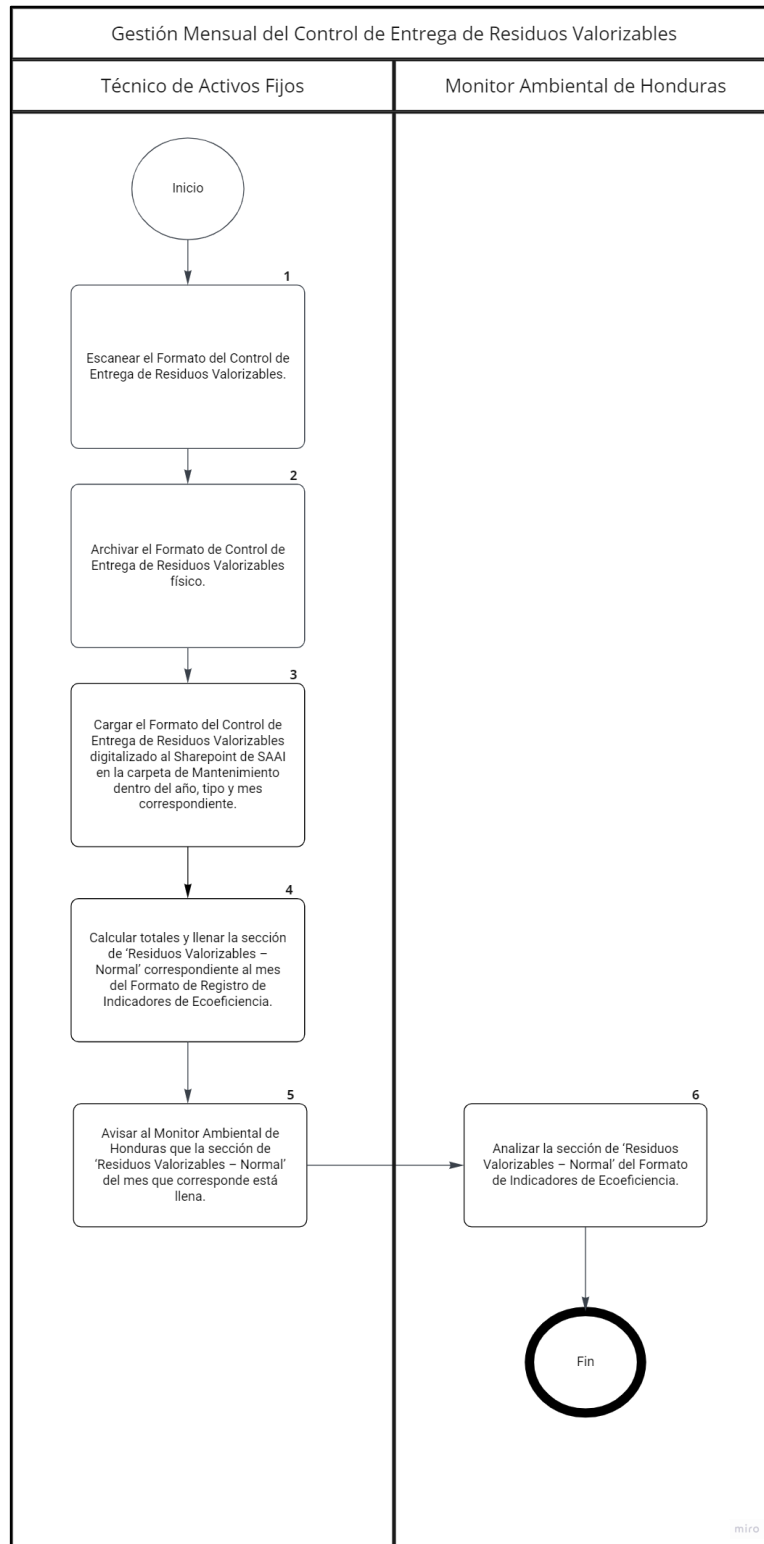 Gestión Mensual del Control de Entrega de Residuos Valorizables
Técnico de Activos Fijos
Monitor Ambiental de Honduras
Inicio
1
Escanear el Formato del Control de
Entrega de Residuos Valorizables.
2
Archivar el Formato de Control de
Entrega de Residuos Valorizables
físico.
3
Cargar el Formato del Control de
Entrega de Residuos Valorizables
digitalizado al Sharepoint de SAAI
en la carpeta de Mantenimiento
dentro del año, tipo y mes
correspondiente.
4
Calcular totales y llenar la sección
de ‘Residuos Valorizables –
Normal’ correspondiente al mes
del Formato de Registro de
Indicadores de Ecoeficiencia.
5
Avisar al Monitor Ambiental de
Honduras que la sección de
‘Residuos Valorizables – Normal’
del mes que corresponde está
llena.
6
Analizar la sección de ‘Residuos
Valorizables – Normal’ del Formato
de Indicadores de Ecoeficiencia.
Fin
miro